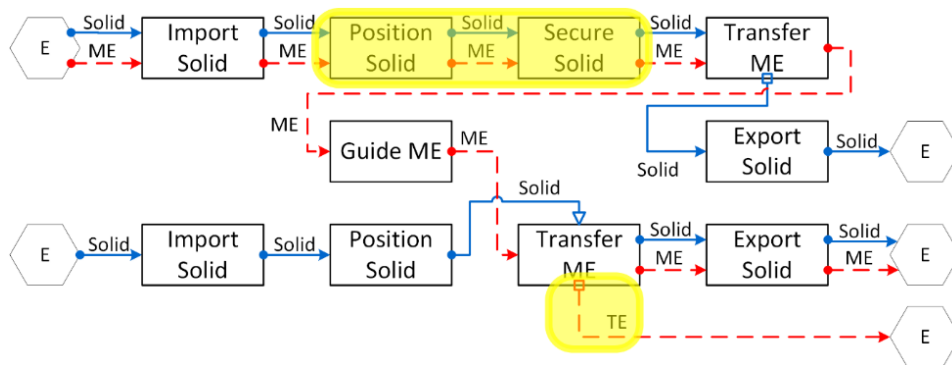 Solid Solid Solid Solid Solid
E Import Position Secure Transfer
ME Solid ME Solid ME Solid ME ME
ME
Guide ME
ME
Solid
Export
Solid
Solid
E
Solid
E
Solid
Import
Solid
Solid
Position
Solid
Transfer
ME
Solid
ME
Export
Solid
Solid
ME
E
TE
E